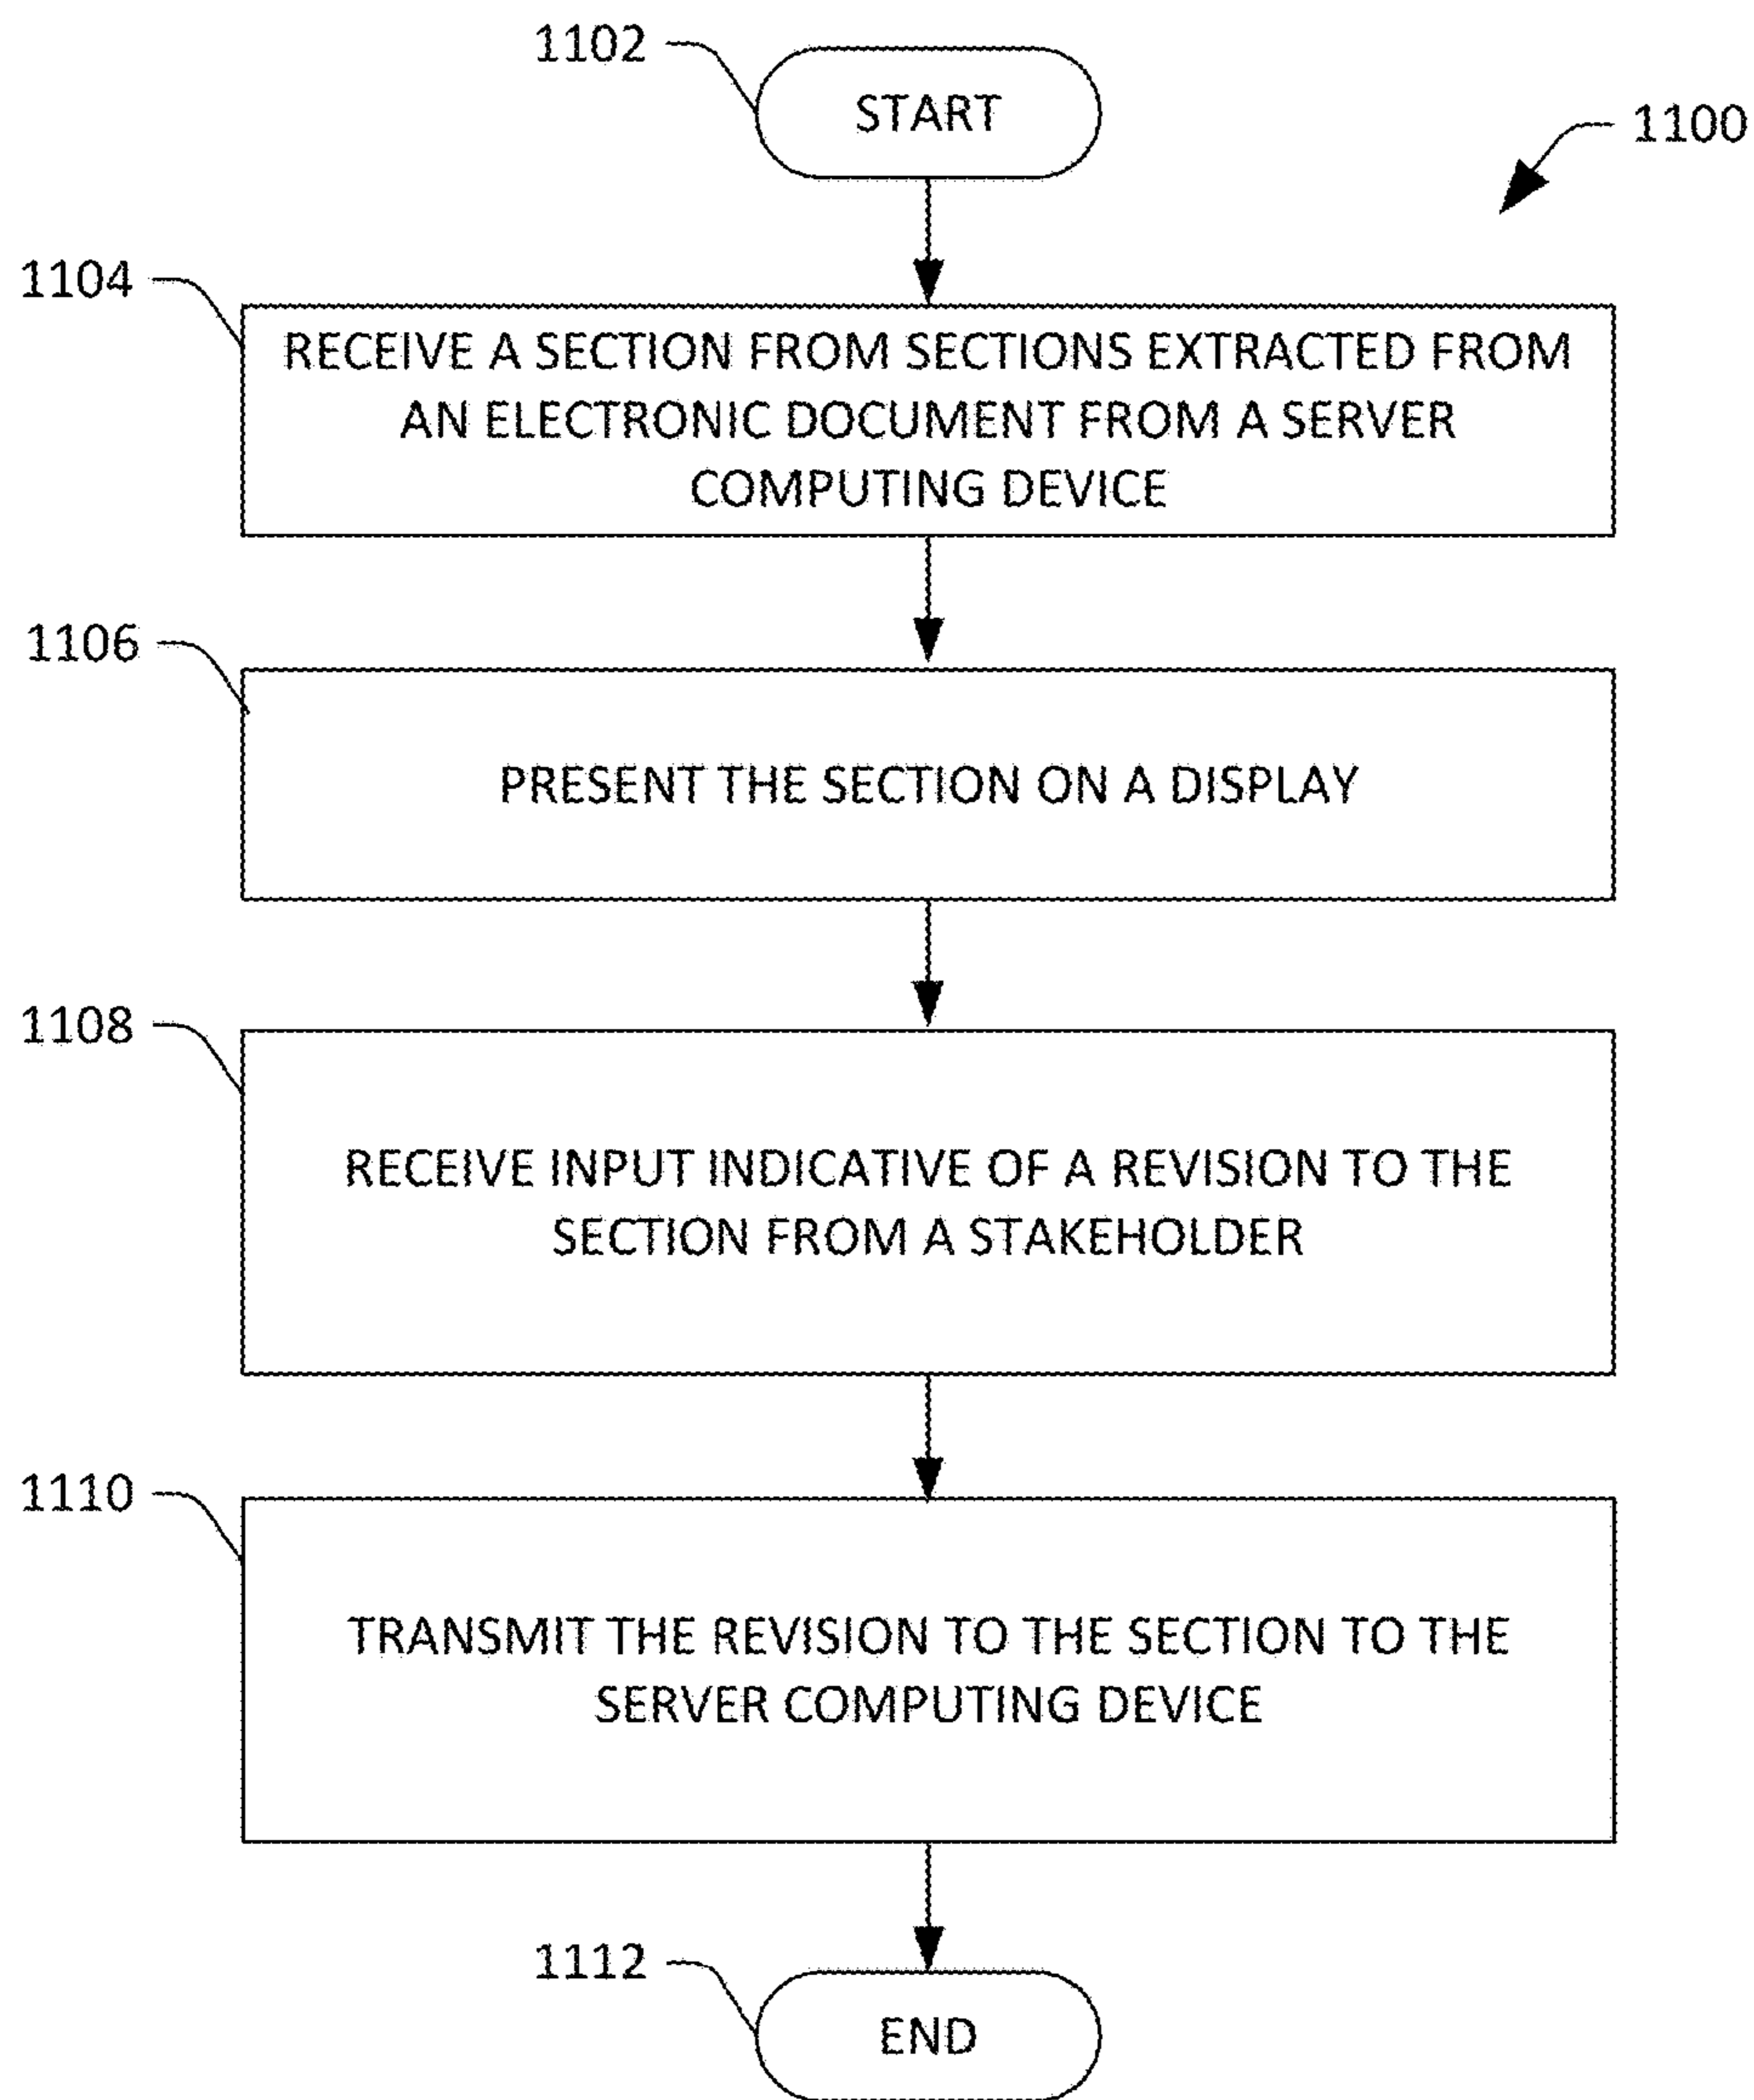 1102
START
1100
1104
RECEIVE A SECTION FROM SECTIONS EXTRACTED FROM
AN ELECTRONIC DOCUMENT FROM A SERVER
COMPUTING DEVICE
1106
PRESENT THE SECTION ON A DISPLAY
1108
RECEIVE INPUT INDICATIVE OF A REVISION TO THE
SECTION FROM A STAKEHOLDER
1110
TRANSMIT THE REVISION TO THE SECTION TO THE
SERVER COMPUTING DEVICE
1112
END